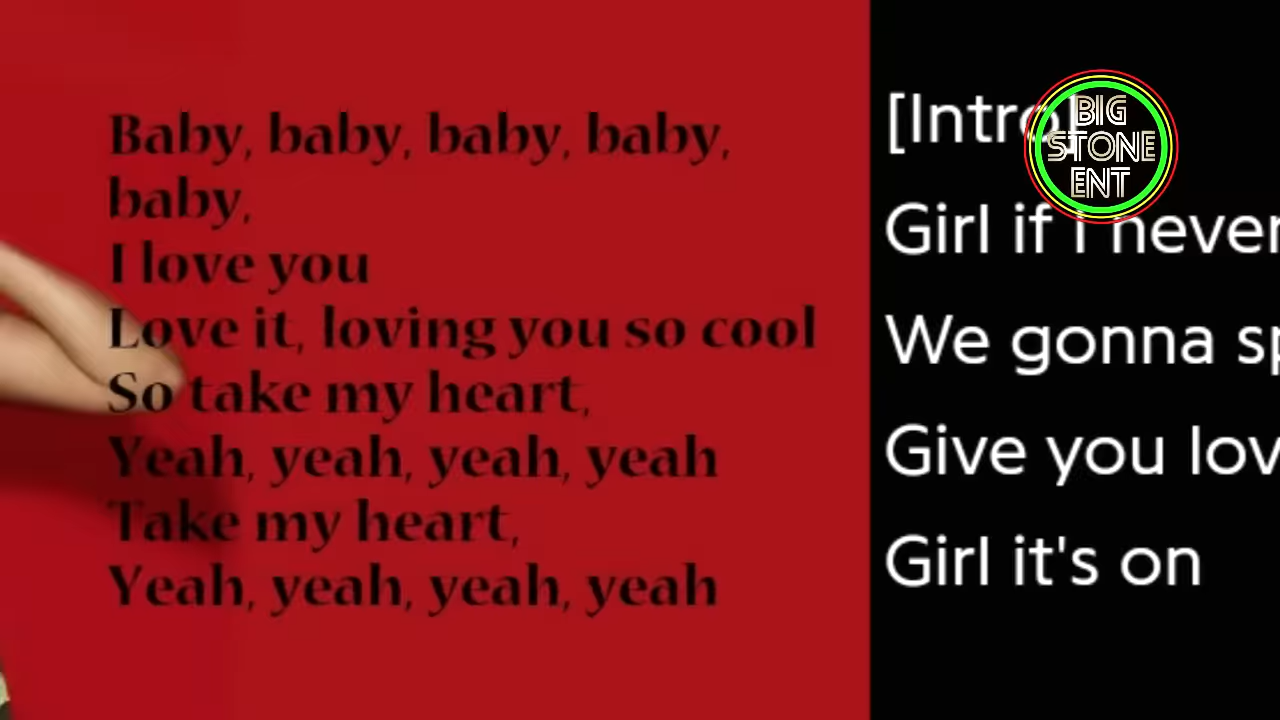 Baby, baby, baby, baby,
baby,
I love you
Love it, loving you so cool
So take my heart,
Yeah, yeah, yeah, yeah
Take my heart,
Yeah, yeah, yeah, yeah
[Intro]
Girl if I never
We gonna sp
Give you lov
Girl it's on
BIG
STONE
ENT